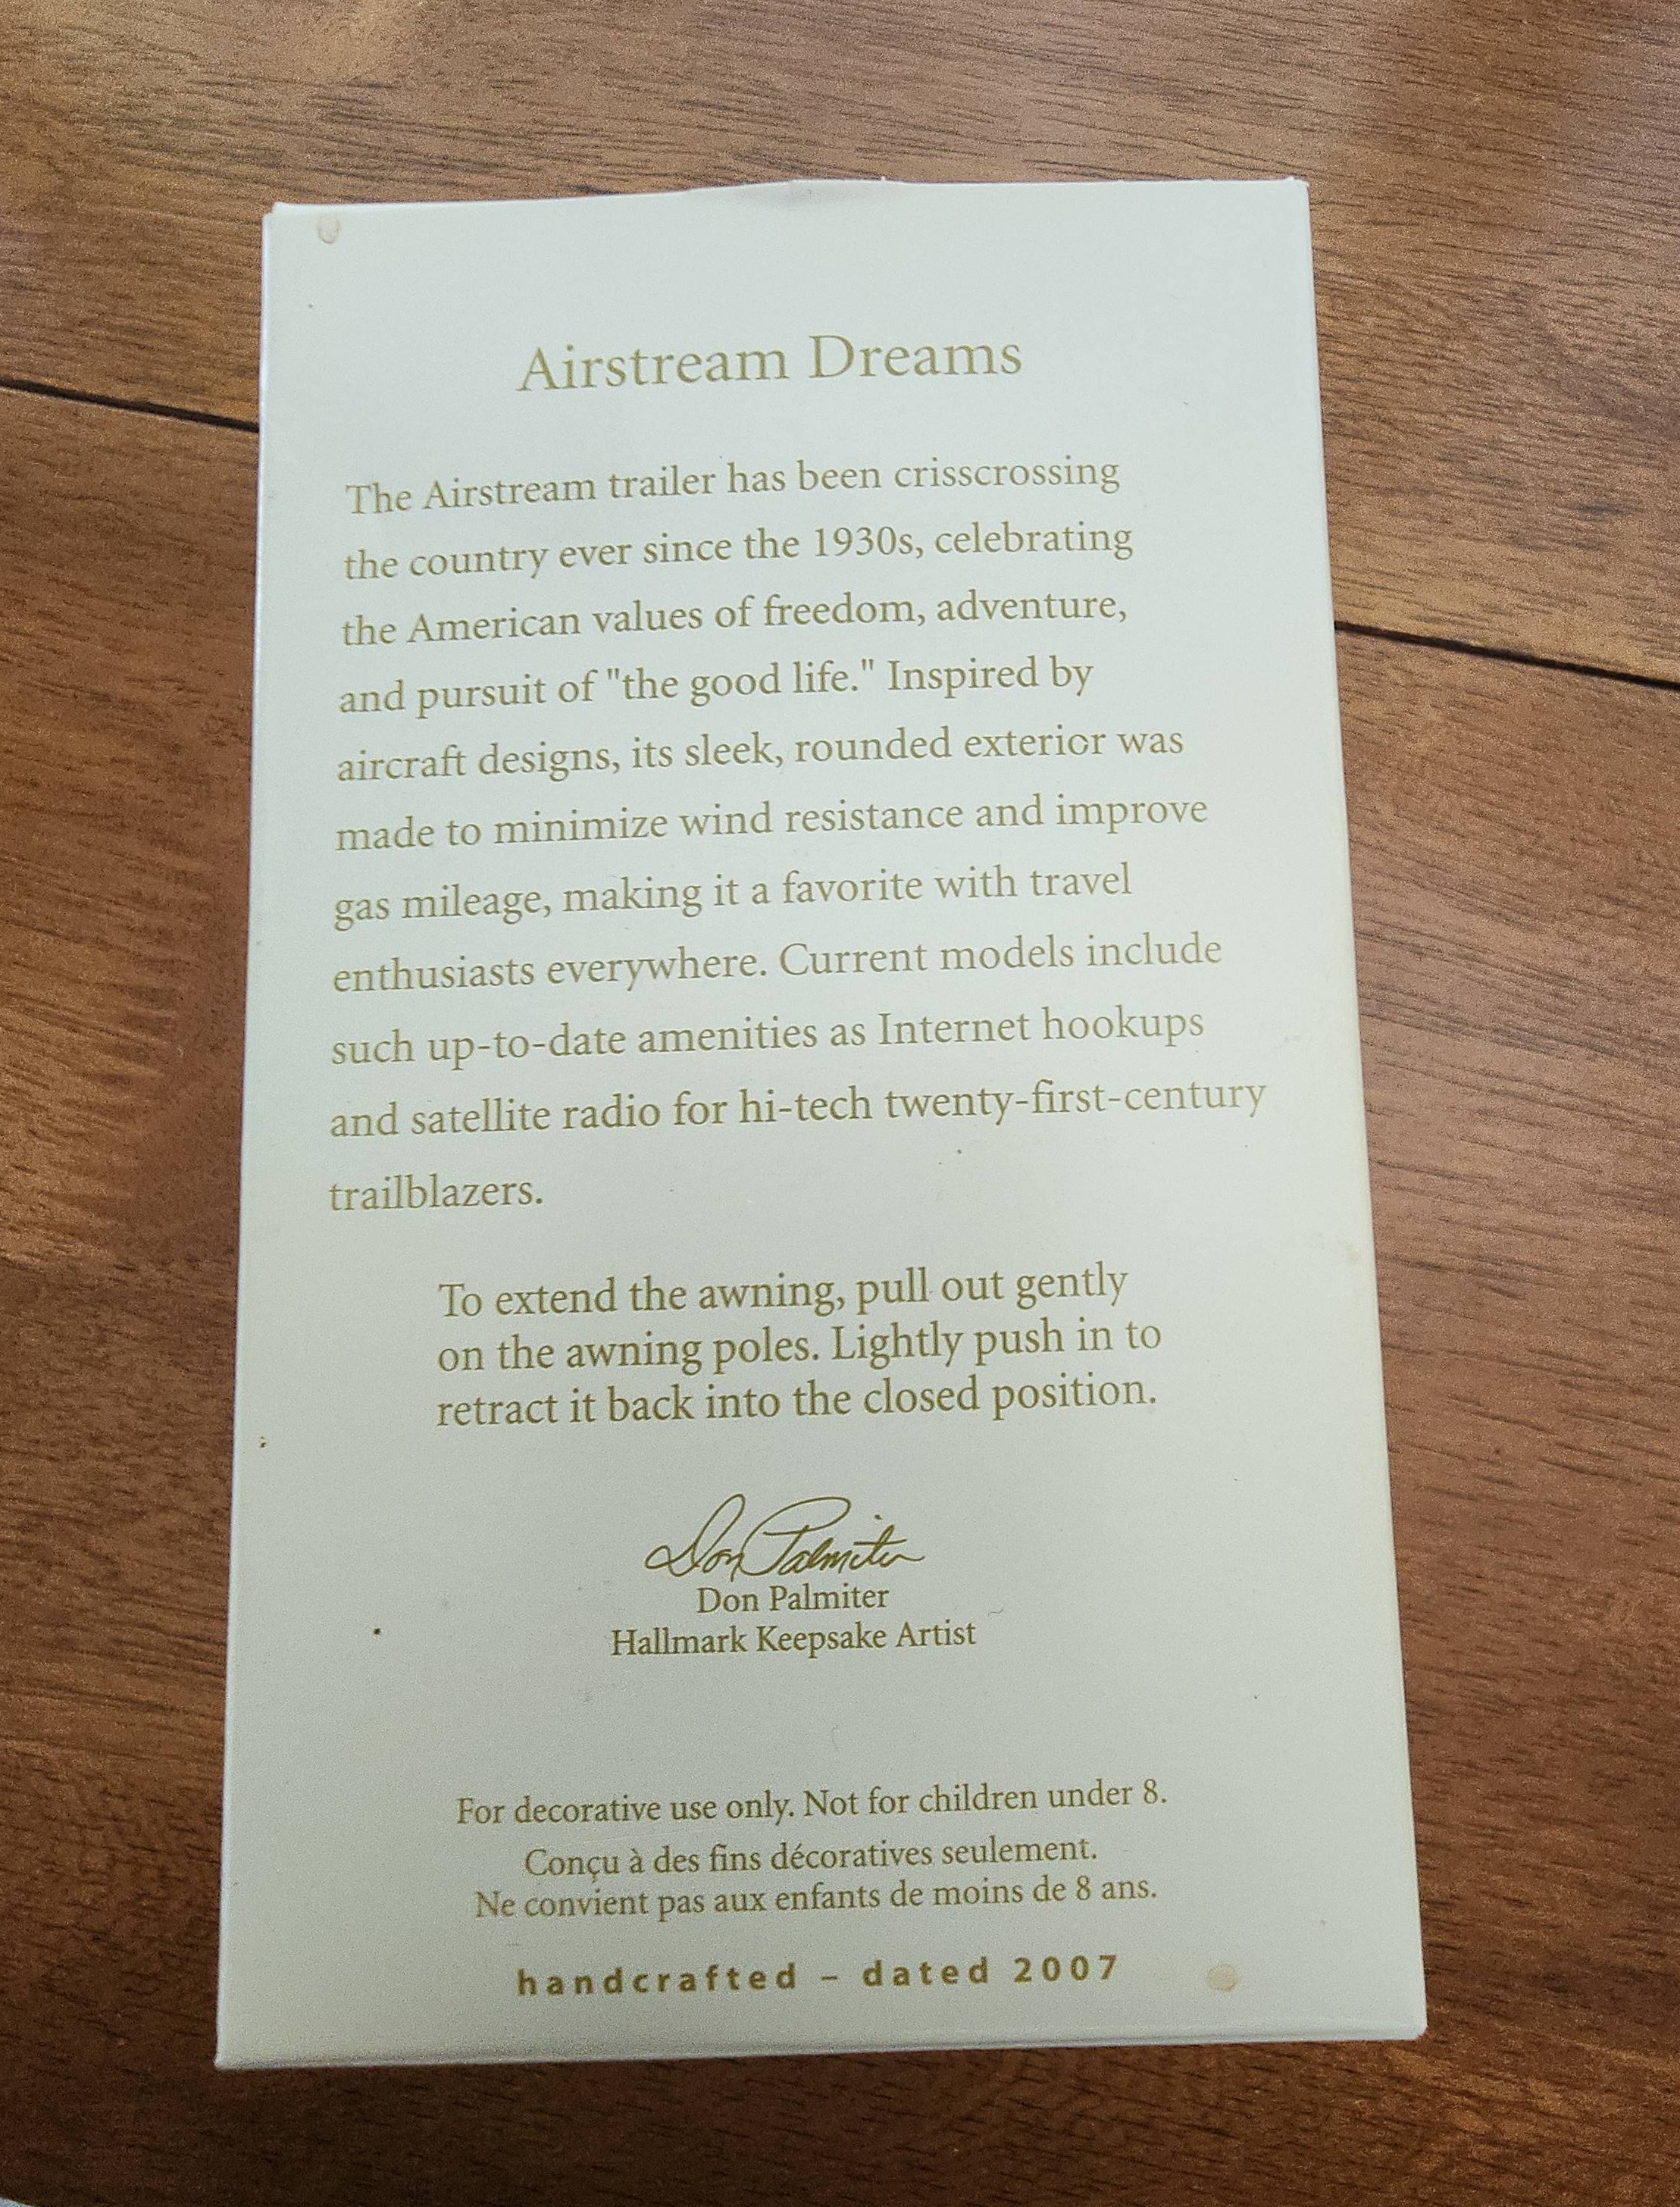 Airstream Dreams
The Airstream trailer has been crisscrossing
the country ever since the 1930s, celebrating
the American values of freedom, adventure,
and pursuit of "the good life." Inspired by
aircraft designs, its sleek, rounded exterior was
made to minimize wind resistance and improve
gas mileage, making it a favorite with travel
enthusiasts everywhere. Current models include
such up-to-date amenities as Internet hookups
and satellite radio for hi-tech twenty-first-century
trailblazers.
To extend the awning, pull out gently
on the awning poles. Lightly push in to
retract it back into the closed position.
Don Palmiter
Don Palmiter
Hallmark Keepsake Artist
For decorative use only. Not for children under 8.
Conçu à des fins décoratives seulement.
Ne convient pas aux enfants de moins de 8 ans.
handcrafted – dated 2007